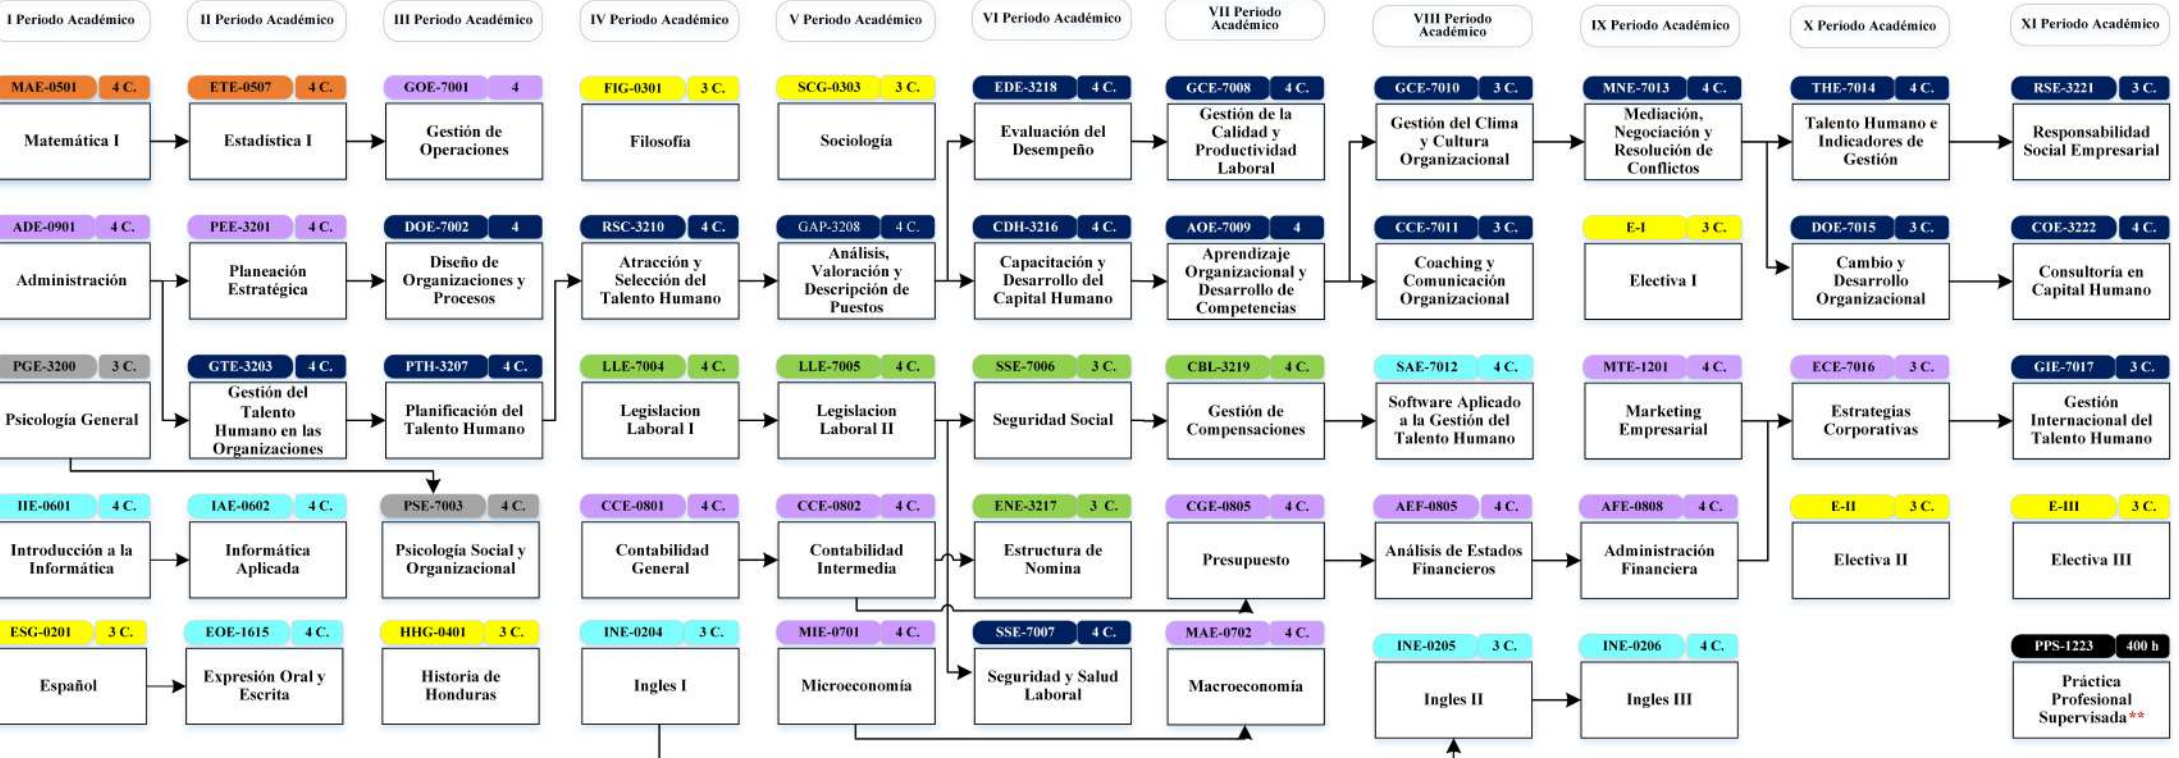 I Periodo Académico
II Periodo Académico
III Periodo Académico
IV Periodo Académico
V Periodo Académico
VI Periodo Académico
VII Periodo
Académico
VIII Periodo
Académico
IX Periodo Académico
X Periodo Académico
XI Periodo Académico
MAE-0501 4 C.
Matemática I
ETE-0507 4 C.
Estadística I
GOE-7001 4
Gestión de
Operaciones
FIG-0301 3 C.
Filosofía
SCG-0303 3 C.
Sociología
EDE-3218 4 C.
Evaluación del
Desempeño
GCE-7008 4 C.
Gestión de la
Calidad y
Productividad
Laboral
GCE-7010 3 C.
Gestión del Clima
y Cultura
Organizacional
MNE-7013 4 C.
Mediación,
Negociación y
Resolución de
Conflictos
THE-7014 4 C.
Talento Humano e
Indicadores de
Gestión
RSE-3221 3 C.
Responsabilidad
Social Empresarial
ADE-0901 4 C.
Administración
PEE-3201 4 C.
Planeación
Estratégica
DOE-7002 4
Diseño de
Organizaciones y
Procesos
RSC-3210 4 C.
Atracción y
Selección del
Talento Humano
GAP-3208 4 C.
Análisis,
Valoración y
Descripción de
Puestos
CDH-3216 4 C.
Capacitación y
Desarrollo del
Capital Humano
AOE-7009 4
Aprendizaje
Organizacional y
Desarrollo de
Competencias
CCE-7011 3 C.
Coaching y
Comunicación
Organizacional
E-I 3 C.
Electiva I
DOE-7015 3 C.
Cambio y
Desarrollo
Organizacional
COE-3222 4 C.
Consultoría en
Capital Humano
PGE-3200 3 C.
Psicología General
GTE-3203 4 C.
Gestión del
Talento
Humano en las
Organizaciones
PTH-3207 4 C.
Planificación del
Talento Humano
LLE-7004 4 C.
Legislacion
Laboral I
LLE-7005 4 C.
Legislacion
Laboral II
SSE-7006 3 C.
Seguridad Social
CBL-3219 4 C.
Gestión de
Compensaciones
SAE-7012 4 C.
Software Aplicado
a la Gestión del
Talento Humano
MTE-1201 4 C.
Marketing
Empresarial
ECE-7016 3 C.
Estrategias
Corporativas
GIE-7017 3 C.
Gestión
Internacional del
Talento Humano
IIE-0601 4 C.
Introducción a la
Informática
IAE-0602 4 C.
Informática
Aplicada
PSE-7003 4 C.
Psicología Social y
Organizacional
CCE-0801 4 C.
Contabilidad
General
CCE-0802 4 C.
Contabilidad
Intermedia
ENE-3217 3 C.
Estructura de
Nomina
CGE-0805 4 C.
Presupuesto
AEF-0805 4 C.
Análisis de Estados
Financieros
AFE-0808 4 C.
Administración
Financiera
E-II 3 C.
Electiva II
E-III 3 C.
Electiva III
ESG-0201 3 C.
Español
EOE-1615 4 C.
Expresión Oral y
Escrita
HHG-0401 3 C.
Historia de
Honduras
INE-0204 3 C.
Ingles I
MIE-0701 4 C.
Microeconomía
SSE-7007 4 C.
Seguridad y Salud
Laboral
MAE-0702 4 C.
Macroeconomía
INE-0205 3 C.
Ingles II
INE-0206 4 C.
Ingles III
PPS-1223 400 h
Práctica
Profesional
Supervisada**